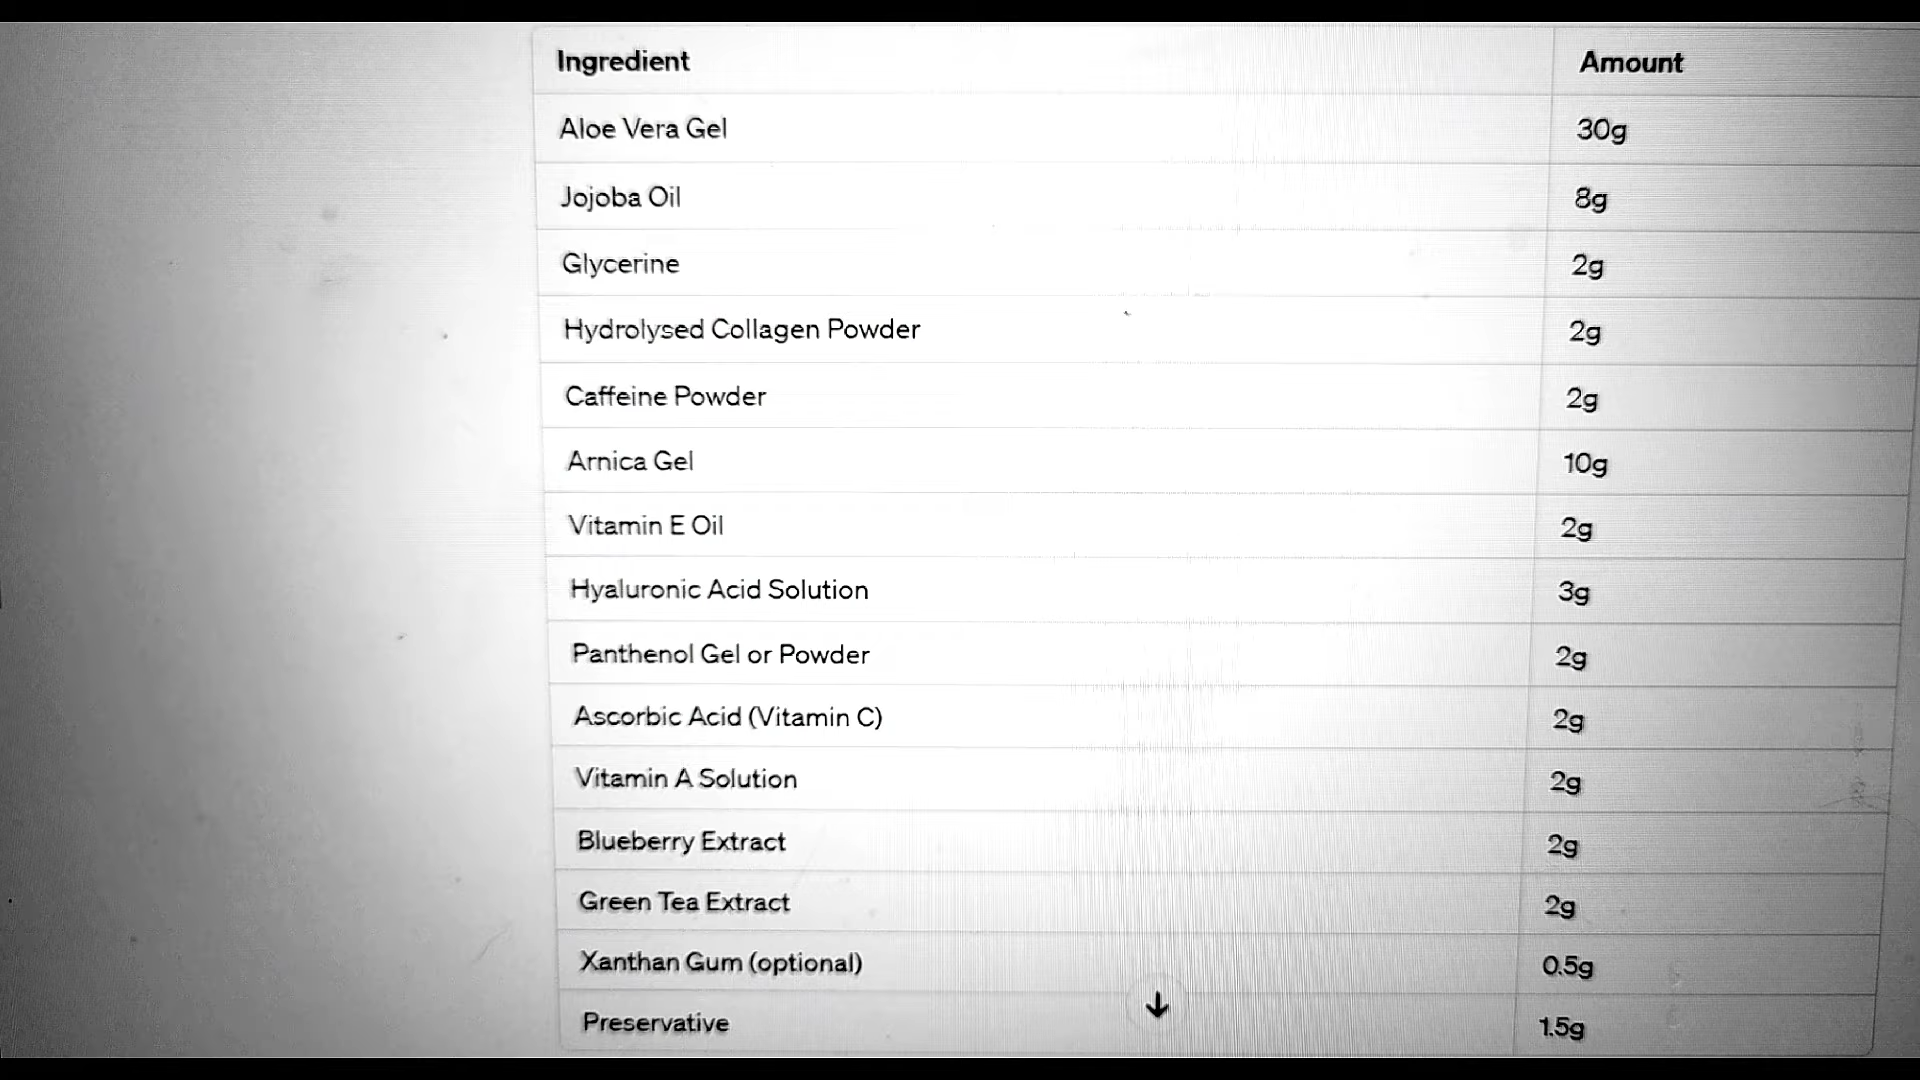 Ingredient Amount
Aloe Vera Gel 30g
Jojoba Oil 8g
Glycerine 2g
Hydrolysed Collagen Powder 2g
Caffeine Powder 2g
Arnica Gel 10g
Vitamin E Oil 2g
Hyaluronic Acid Solution 3g
Panthenol Gel or Powder 2g
Ascorbic Acid (Vitamin C) 2g
Vitamin A Solution 2g
Blueberry Extract 2g
Green Tea Extract 2g
Xanthan Gum (optional) 0.5g
Preservative 1.5g